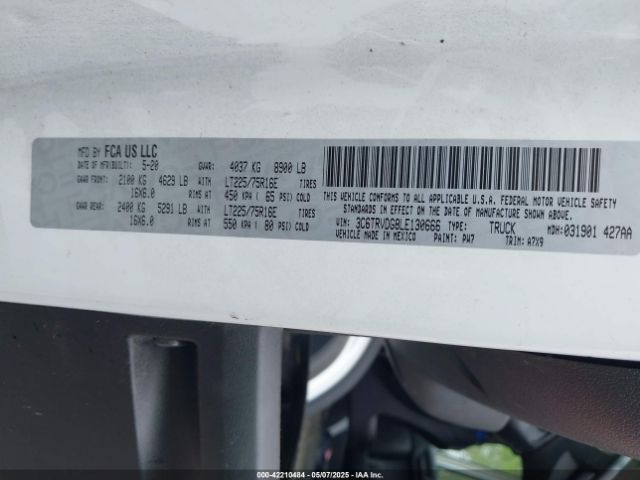 MFD BY FCA US LLC
DATE OF MFR(BUILT): 5-20 GVWR: 4037 KG 8900 LB
GAWR FRONT: 2100 KG 4629 LB WITH LT225/75R16E TIRES
16X6.0 RIMS AT 450 KPA ( 65 PSI) COLD
GAWR REAR: 2400 KG 5291 LB WITH LT225/75R16E TIRES
16X6.0 RIMS AT 550 KPA ( 80 PSI) COLD
THIS VEHICLE CONFORMS TO ALL APPLICABLE U.S.A. FEDERAL MOTOR VEHICLE SAFETY
STANDARDS IN EFFECT ON THE DATE OF MANUFACTURE SHOWN ABOVE.
VIN: 3C6TRVDG8LE130666 TYPE: TRUCK MDH: 031901 427AA
VEHICLE MADE IN MEXICO PAINT: PW7 TRIM: A7X9
000-42210484 - 05/07/2025 - IAAI, Inc.